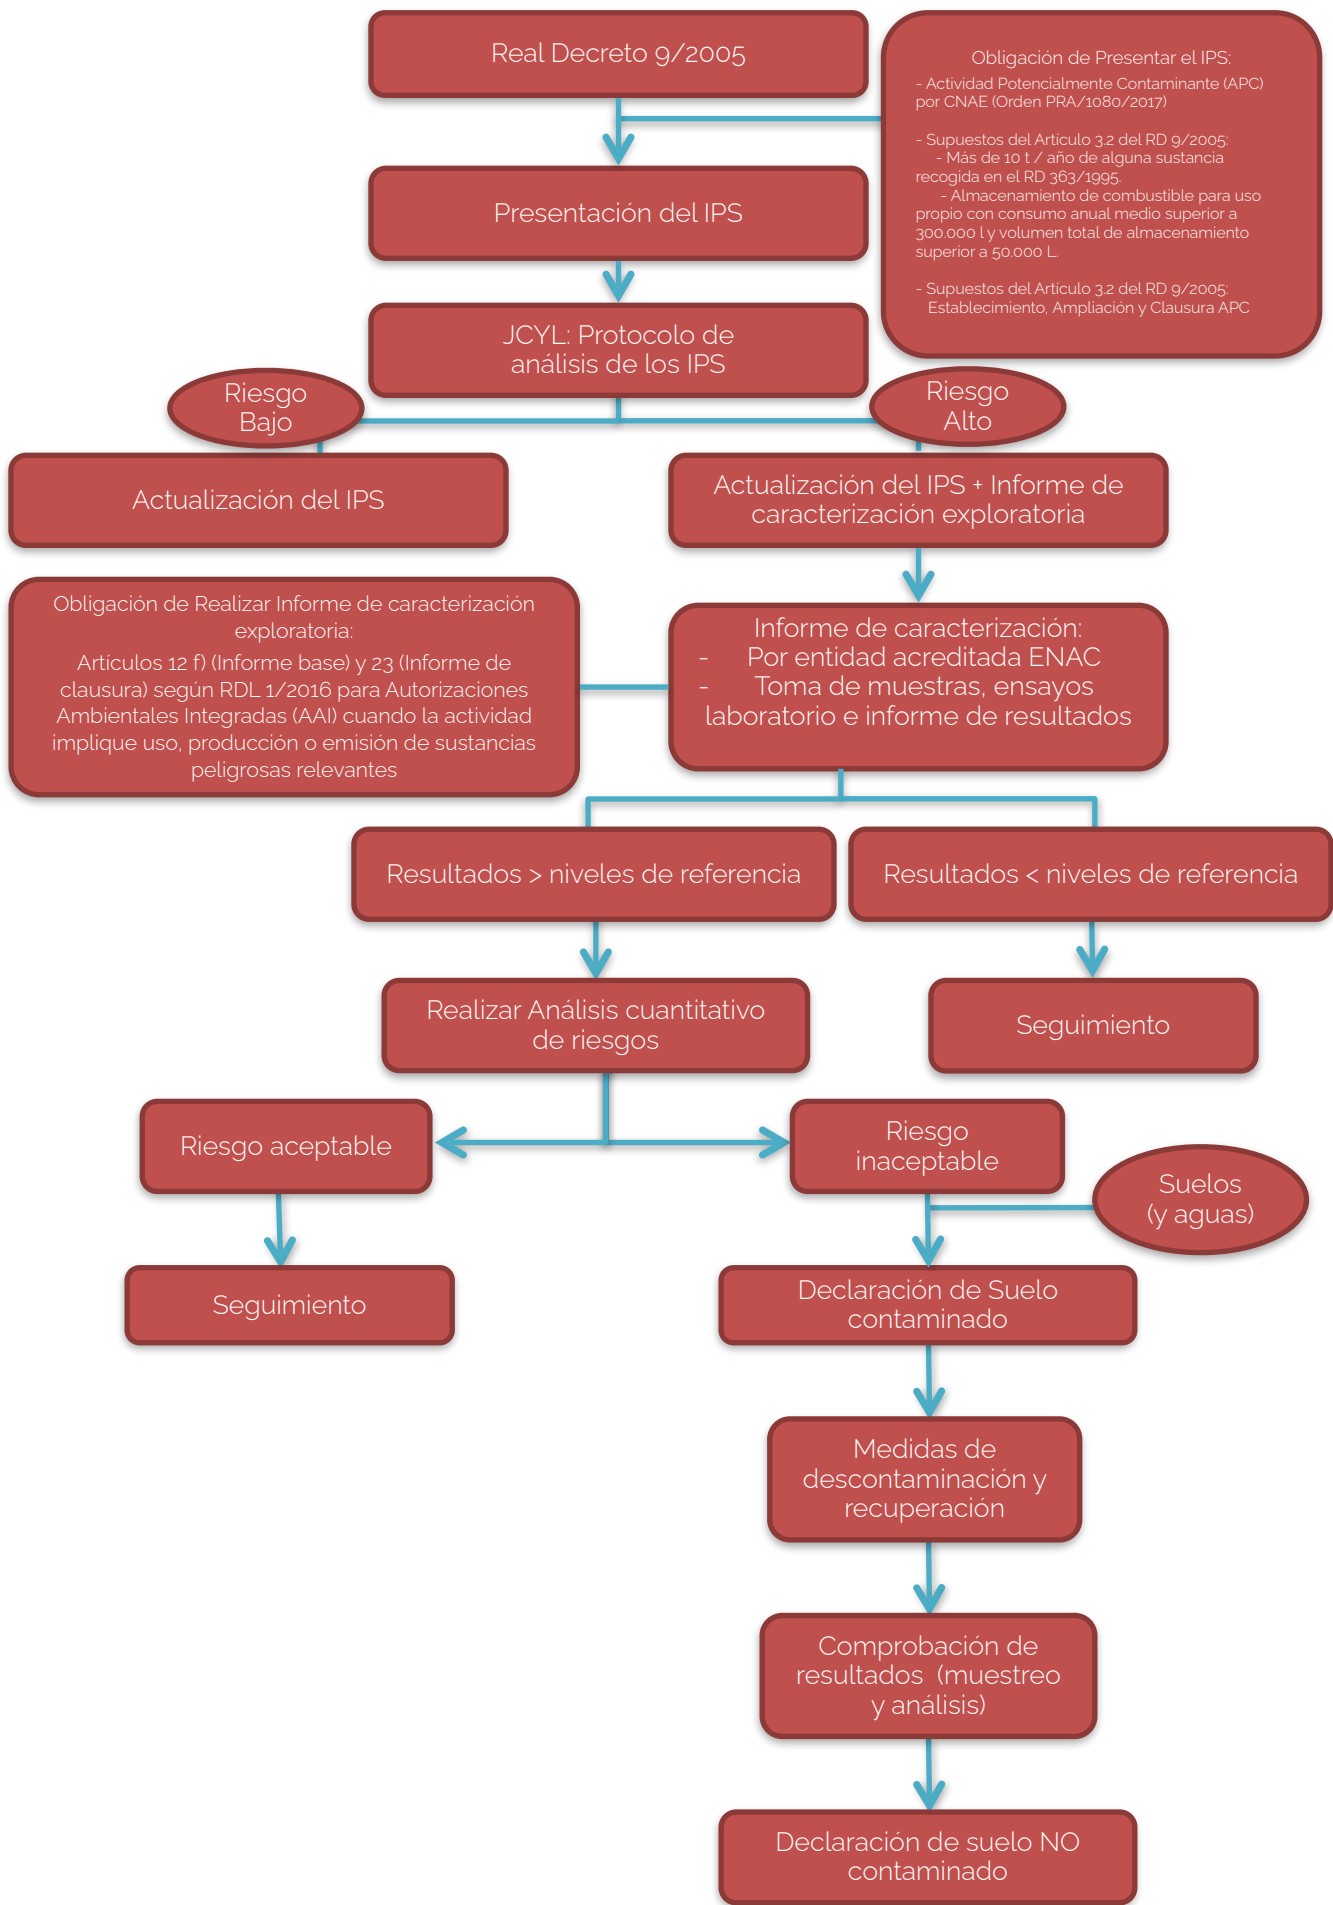 Real Decreto 9/2005
Obligación de Presentar el IPS:
- Actividad Potencialmente Contaminante (APC)
por CNAE (Orden PRA/1080/2017)
- Supuestos del Artículo 3.2 del RD 9/2005:
- Más de 10 t / año de alguna sustancia
recogida en el RD 363/1995.
- Almacenamiento de combustible para uso
propio con consumo anual medio superior a
300.000 l y volumen total de almacenamiento
superior a 50.000 L.
- Supuestos del Artículo 3.2 del RD 9/2005:
Establecimiento, Ampliación y Clausura APC
Presentación del IPS
JCYL: Protocolo de
análisis de los IPS
Riesgo
Bajo
Riesgo
Alto
Actualización del IPS
Actualización del IPS + Informe de
caracterización exploratoria
Obligación de Realizar Informe de caracterización
exploratoria:
Artículos 12 f) (Informe base) y 23 (Informe de
clausura) según RDL 1/2016 para Autorizaciones
Ambientales Integradas (AAI) cuando la actividad
implique uso, producción o emisión de sustancias
peligrosas relevantes
Informe de caracterización:
- Por entidad acreditada ENAC
- Toma de muestras, ensayos
laboratorio e informe de resultados
Resultados > niveles de referencia
Resultados < niveles de referencia
Realizar Análisis cuantitativo
de riesgos
Seguimiento
Riesgo aceptable
Riesgo
inaceptable
Suelos
(y aguas)
Seguimiento
Declaración de Suelo
contaminado
Medidas de
descontaminación y
recuperación
Comprobación de
resultados (muestreo
y análisis)
Declaración de suelo NO
contaminado